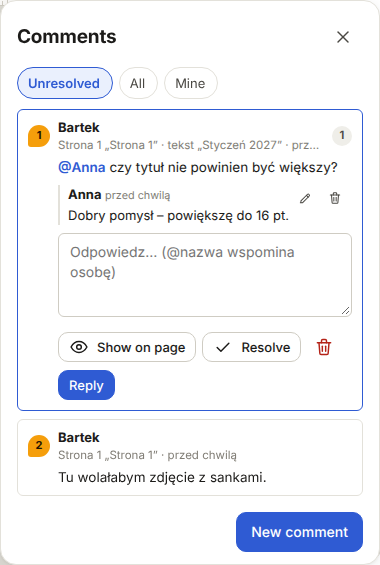 Comments
Unresolved
All
Mine
1
Bartek
Strona 1 „Strona 1” · tekst „Styczeń 2027” · prz...
1
@Anna czy tytuł nie powinien być większy?
Anna przed chwilą
Dobry pomysł – powiększę do 16 pt.
Odpowiedz... (@nazwa wspomina
osobę)
Show on page
Resolve
Reply
2
Bartek
Strona 1 „Strona 1” · przed chwilą
Tu wolałabym zdjęcie z sankami.
New comment